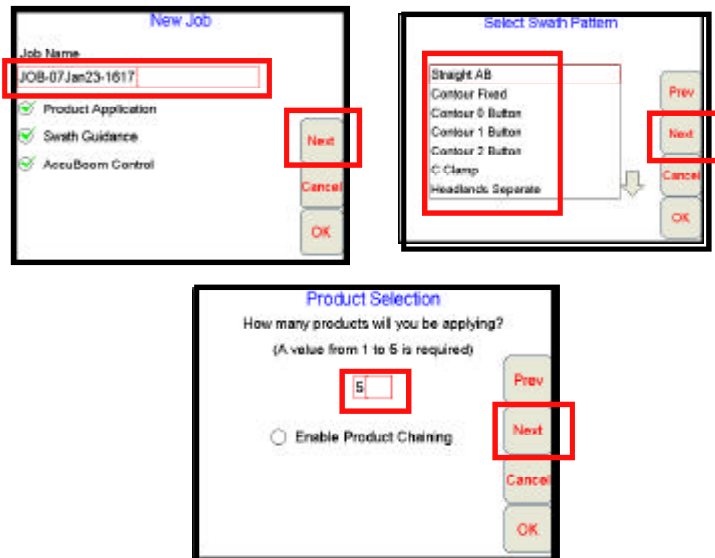 New Job
Job Name
JOB-07Jan23-1617
Product Application
Swath Guidance
AccuBoom Control
Next
Cancel
OK
Select Swath Pattern
Straight AB
Contour Fixed
Contour 0 Button
Contour 1 Button
Contour 2 Button
C Clamp
Headlands Separate
Prev
Next
Cancel
OK
Product Selection
How many products will you be applying?
(A value from 1 to 5 is required)
5
Enable Product Chaining
Prev
Next
Cancel
OK